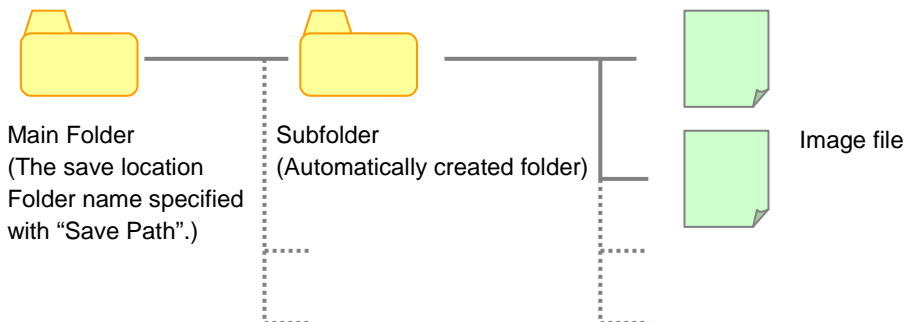 Main Folder
(The save location
Folder name specified
with “Save Path”.)
Subfolder
(Automatically created folder)
Image file